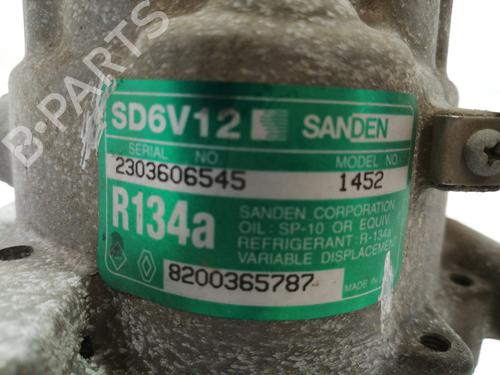 B-PARTS
SD6V12 SANDEN
SERIAL NO. MODEL NO.
2303606545 1452
R134a
SANDEN CORPORATION
OIL: SP-10 OR EQUIV.
REFRIGERANT: R-134a
VARIABLE DISPLACEMENT
8200365787
MADE IN